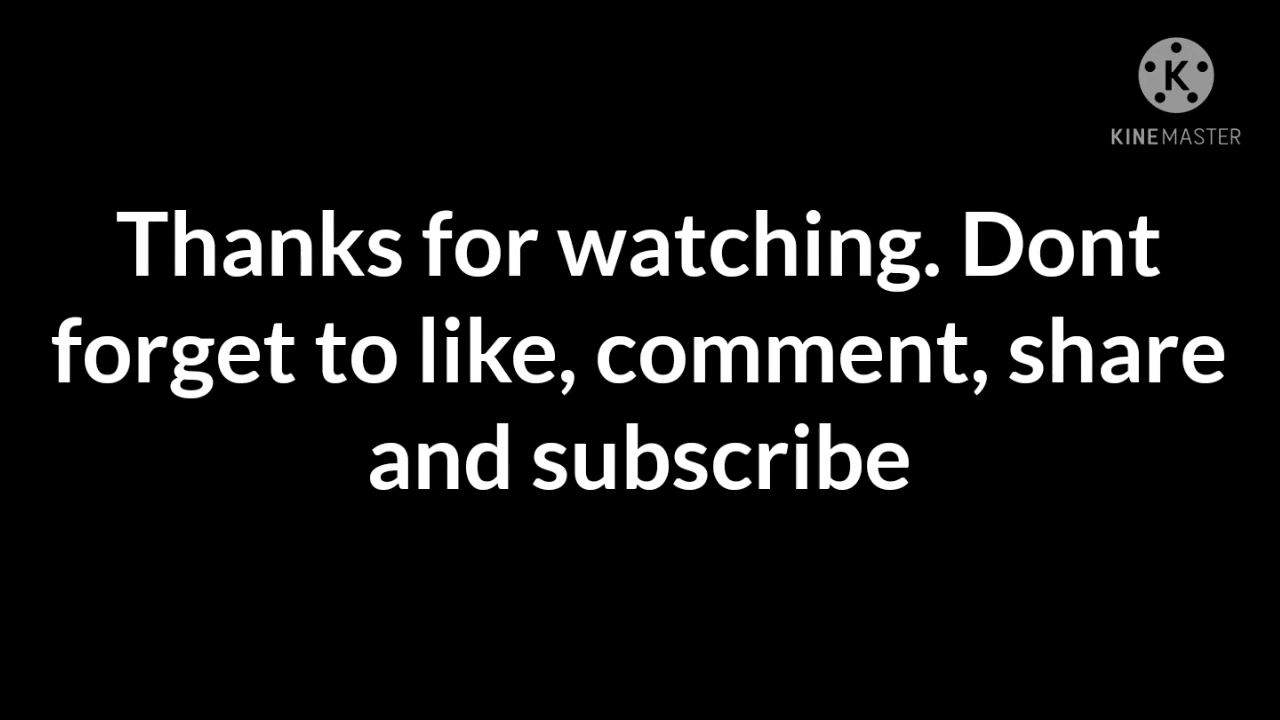 K
KINEMASTER
Thanks for watching. Dont
forget to like, comment, share
and subscribe